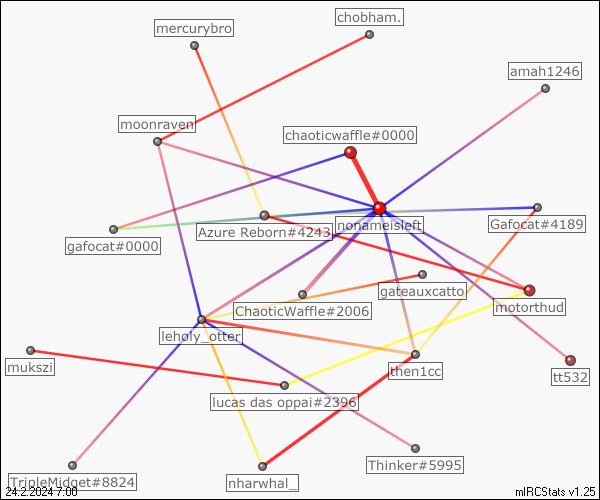 chobham.
mercurybro
amah1246
moonraven
chaoticwaffle#0000
nonameisleft
Gafocat#4189
Azure Reborn#4243
gafocat#0000
gateauxcatto
motorthud
ChaoticWaffle#2006
leholy_otter
mukszi
then1cc
tt532
lucas das oppai#2396
Thinker#5995
TripleMidget#8824
nharwhal_
24.2.2024 7:00
mIRCStats v1.25